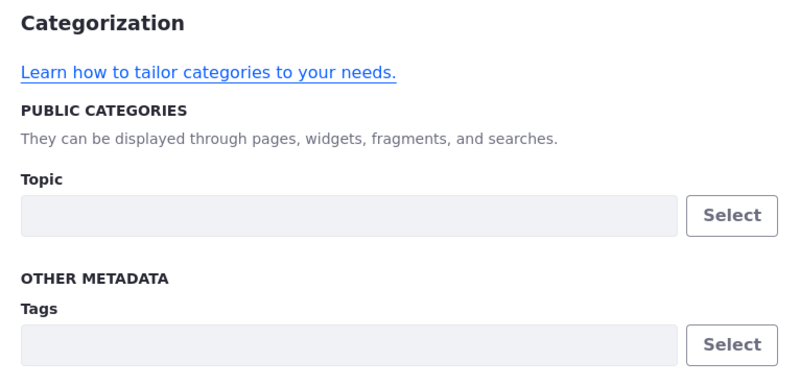 Categorization
Learn how to tailor categories to your needs.
PUBLIC CATEGORIES
They can be displayed through pages, widgets, fragments, and searches.
Topic
Select
OTHER METADATA
Tags
Select